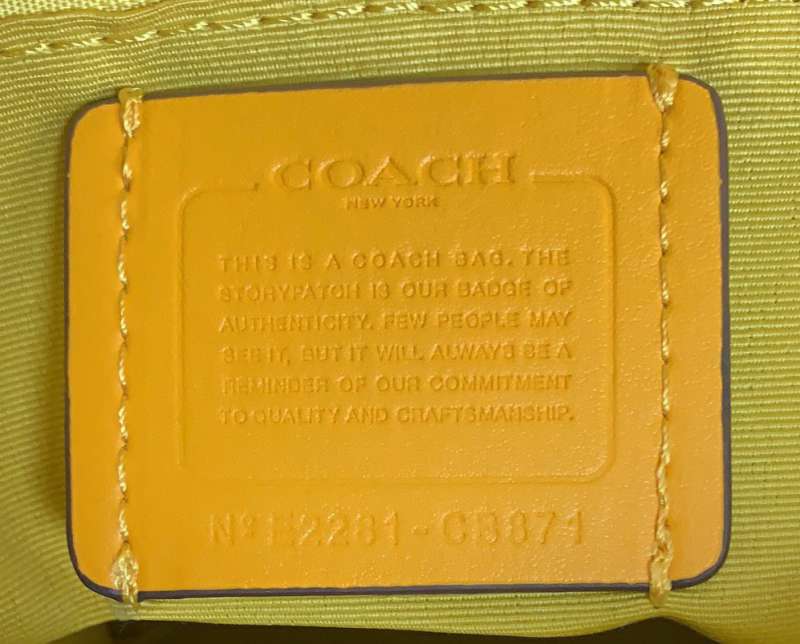 COACH
NEW YORK
THIS IS A COACH BAG. THE
STORYPATCH IS OUR BADGE OF
AUTHENTICITY. FEW PEOPLE MAY
SEE IT, BUT IT WILL ALWAYS BE A
REMINDER OF OUR COMMITMENT
TO QUALITY AND CRAFTSMANSHIP.
Nº E2281-CB871